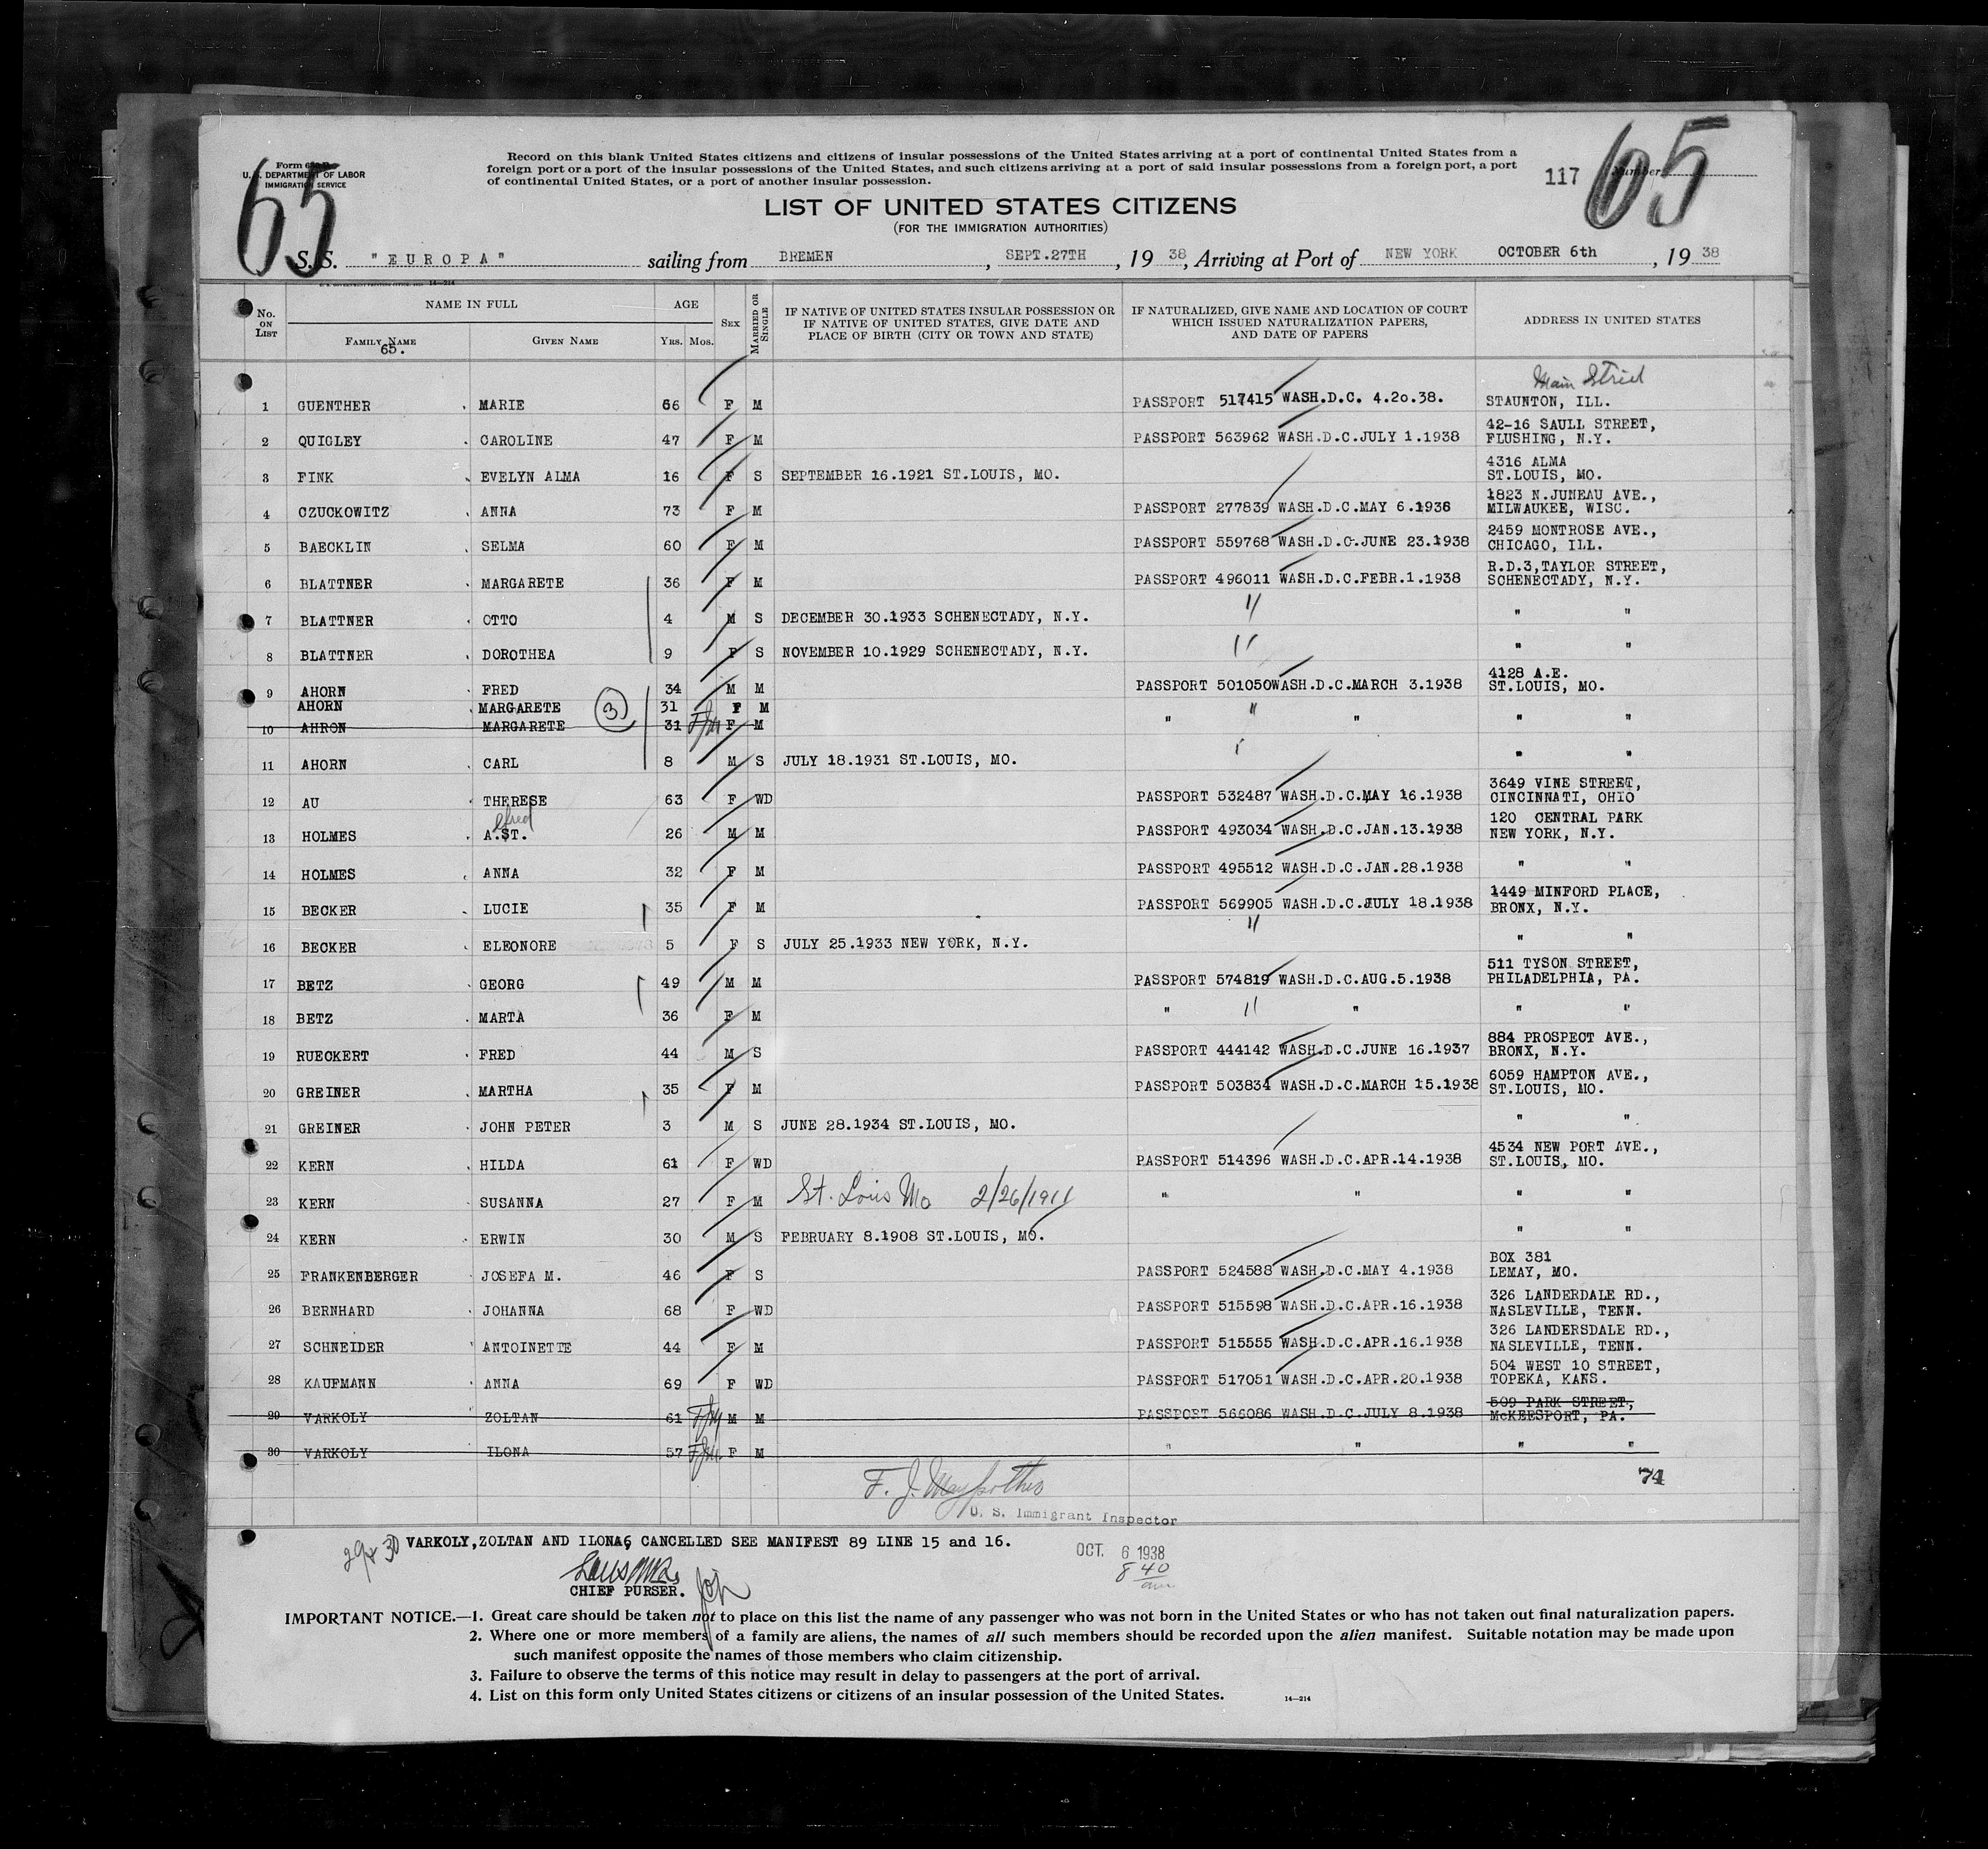 65
65
Form 630 B
U. S. DEPARTMENT OF LABOR
IMMIGRATION SERVICE
Record on this blank United States citizens and citizens of insular possessions of the United States arriving at a port of continental United States from a
foreign port or a port of the insular possessions of the United States, and such citizens arriving at a port of said insular possessions from a foreign port, a port
of continental United States, or a port of another insular possession.
117 Number
LIST OF UNITED STATES CITIZENS
(FOR THE IMMIGRATION AUTHORITIES)
S. S. "EUROPA" sailing from BREMEN, SEPT.27TH, 19 38, Arriving at Port of NEW YORK OCTOBER 6th, 19 38
No. ON LIST NAME IN FULL AGE SEX MARRIED OR SINGLE IF NATIVE OF UNITED STATES INSULAR POSSESSION OR IF NATIVE OF UNITED STATES, GIVE DATE AND PLACE OF BIRTH (CITY OR TOWN AND STATE) IF NATURALIZED, GIVE NAME AND LOCATION OF COURT WHICH ISSUED NATURALIZATION PAPERS, AND DATE OF PAPERS ADDRESS IN UNITED STATES
FAMILY NAME GIVEN NAME YRS. MOS.
65.
Main Street
1 GUENTHER MARIE 66 F M PASSPORT 517415 WASH.D.C. 4.20.38. STAUNTON, ILL.
42-16 SAULL STREET,
2 QUIGLEY CAROLINE 47 F M PASSPORT 563962 WASH.D.C.JULY 1.1938 FLUSHING, N.Y.
4316 ALMA
3 FINK EVELYN ALMA 16 F S SEPTEMBER 16.1921 ST.LOUIS, MO. ST.LOUIS, MO.
1823 N.JUNEAU AVE.,
4 CZUCKOWITZ ANNA 73 F M PASSPORT 277839 WASH.D.C.MAY 6.1936 MILWAUKEE, WISC.
2459 MONTROSE AVE.,
5 BAECKLIN SELMA 60 F M PASSPORT 559768 WASH.D.C.JUNE 23.1938 CHICAGO, ILL.
R.D.3,TAYLOR STREET,
6 BLATTNER MARGARETE 36 F M PASSPORT 496011 WASH.D.C.FEBR.1.1938 SCHENECTADY, N.Y.
7 BLATTNER OTTO 4 M S DECEMBER 30.1933 SCHENECTADY, N.Y. " " "
8 BLATTNER DOROTHEA 9 F S NOVEMBER 10.1929 SCHENECTADY, N.Y. " " "
4128 A.E.
9 AHORN FRED 34 M M PASSPORT 501050WASH.D.C.MARCH 3.1938 ST.LOUIS, MO.
AHORN MARGARETE 3 31 F M
10 AHRON MARGARETE 31 F M " " " " "
11 AHORN CARL 8 M S JULY 18.1931 ST.LOUIS, MO. " "
3649 VINE STREET,
12 AU THERESE 63 F WD PASSPORT 532487 WASH.D.C.MAY 16.1938 CINCINNATI, OHIO
120 CENTRAL PARK
13 HOLMES A.ST. 26 M M PASSPORT 493034 WASH.D.C.JAN.13.1938 NEW YORK, N.Y.
14 HOLMES ANNA 32 F M PASSPORT 495512 WASH.D.C.JAN.28.1938 " "
1449 MINFORD PLACE,
15 BECKER LUCIE 35 F M PASSPORT 569905 WASH.D.C.JULY 18.1938 BRONX, N.Y.
16 BECKER ELEONORE 5 F S JULY 25.1933 NEW YORK, N.Y. " " "
511 TYSON STREET,
17 BETZ GEORG 49 M M PASSPORT 574819 WASH.D.C.AUG.5.1938 PHILADELPHIA, PA.
18 BETZ MARTA 36 F M " " " " "
884 PROSPECT AVE.,
19 RUECKERT FRED 44 M S PASSPORT 444142 WASH.D.C.JUNE 16.1937 BRONX, N.Y.
6059 HAMPTON AVE.,
20 GREINER MARTHA 35 F M PASSPORT 503834 WASH.D.C.MARCH 15.1938 ST.LOUIS, MO.
21 GREINER JOHN PETER 3 M S JUNE 28.1934 ST.LOUIS, MO. " "
4534 NEW PORT AVE.,
22 KERN HILDA 61 F WD PASSPORT 514396 WASH.D.C.APR.14.1938 ST.LOUIS, MO.
23 KERN SUSANNA 27 F M St. Louis Mo 2/26/1911 " " " "
24 KERN ERWIN 30 M S FEBRUARY 8.1908 ST.LOUIS, MO. " "
BOX 381
25 FRANKENBERGER JOSEFA M. 46 F S PASSPORT 524588 WASH.D.C.MAY 4.1938 LEMAY, MO.
326 LANDERDALE RD.,
26 BERNHARD JOHANNA 68 F WD PASSPORT 515598 WASH.D.C.APR.16.1938 NASLEVILLE, TENN.
326 LANDERSDALE RD.,
27 SCHNEIDER ANTOINETTE 44 F M PASSPORT 515555 WASH.D.C.APR.16.1938 NASLEVILLE, TENN.
504 WEST 10 STREET,
28 KAUFMANN ANNA 69 F WD PASSPORT 517051 WASH.D.C.APR.20.1938 TOPEKA, KANS.
509 PARK STREET,
29 VARKOLY ZOLTAN 61 M M PASSPORT 566086 WASH.D.C.JULY 8.1938 McKEESPORT, PA.
30 VARKOLY ILONA 57 F M " " " "
74
F. J.
U. S. Immigrant Inspector
29 & 30 VARKOLY,ZOLTAN AND ILONA, CANCELLED SEE MANIFEST 89 LINE 15 and 16.
OCT. 6 1938
8 40 am
CHIEF PURSER.
IMPORTANT NOTICE.—1. Great care should be taken not to place on this list the name of any passenger who was not born in the United States or who has not taken out final naturalization papers.
2. Where one or more members of a family are aliens, the names of all such members should be recorded upon the alien manifest. Suitable notation may be made upon
such manifest opposite the names of those members who claim citizenship.
3. Failure to observe the terms of this notice may result in delay to passengers at the port of arrival.
4. List on this form only United States citizens or citizens of an insular possession of the United States.
14—214